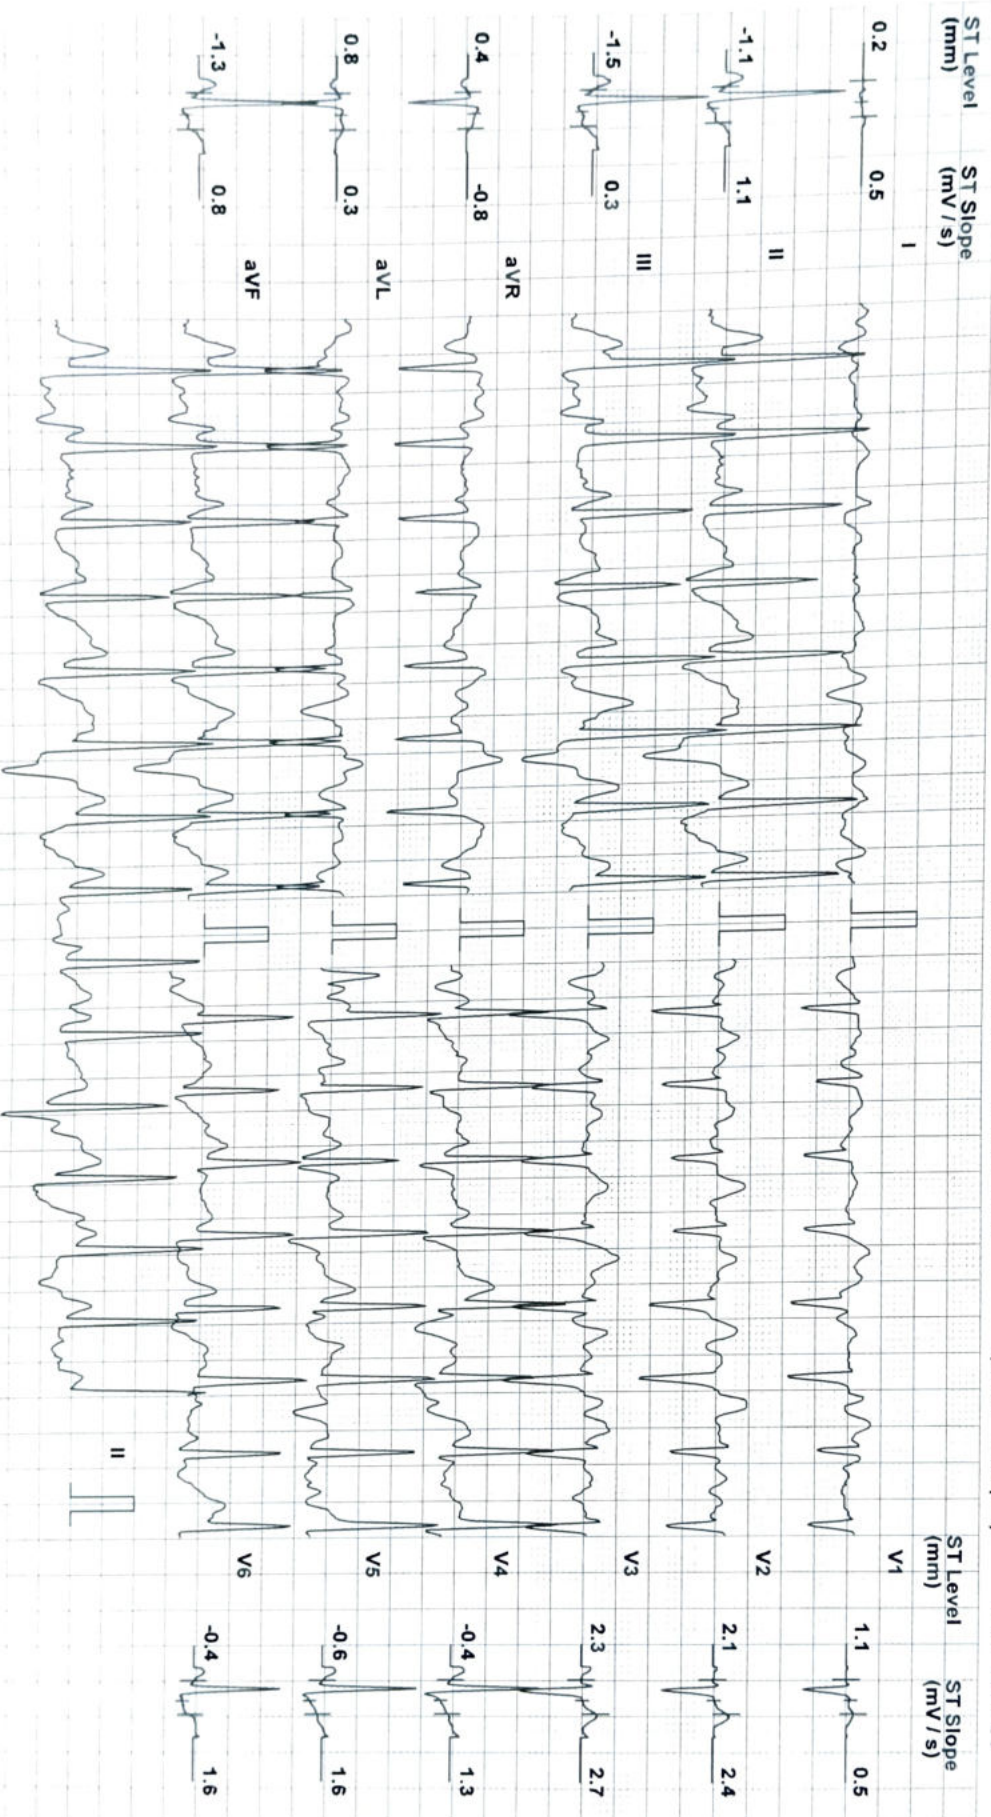 ST Level
(mm)
ST Slope
(mV / s)
I
0.2
0.5
II
-1.1
1.1
III
-1.5
0.3
aVR
0.4
-0.8
aVL
0.8
0.3
aVF
-1.3
0.8
II
ST Level
(mm)
ST Slope
(mV / s)
V1
1.1
0.5
V2
2.1
2.4
V3
2.3
2.7
V4
-0.4
1.3
V5
-0.6
1.6
V6
-0.4
1.6